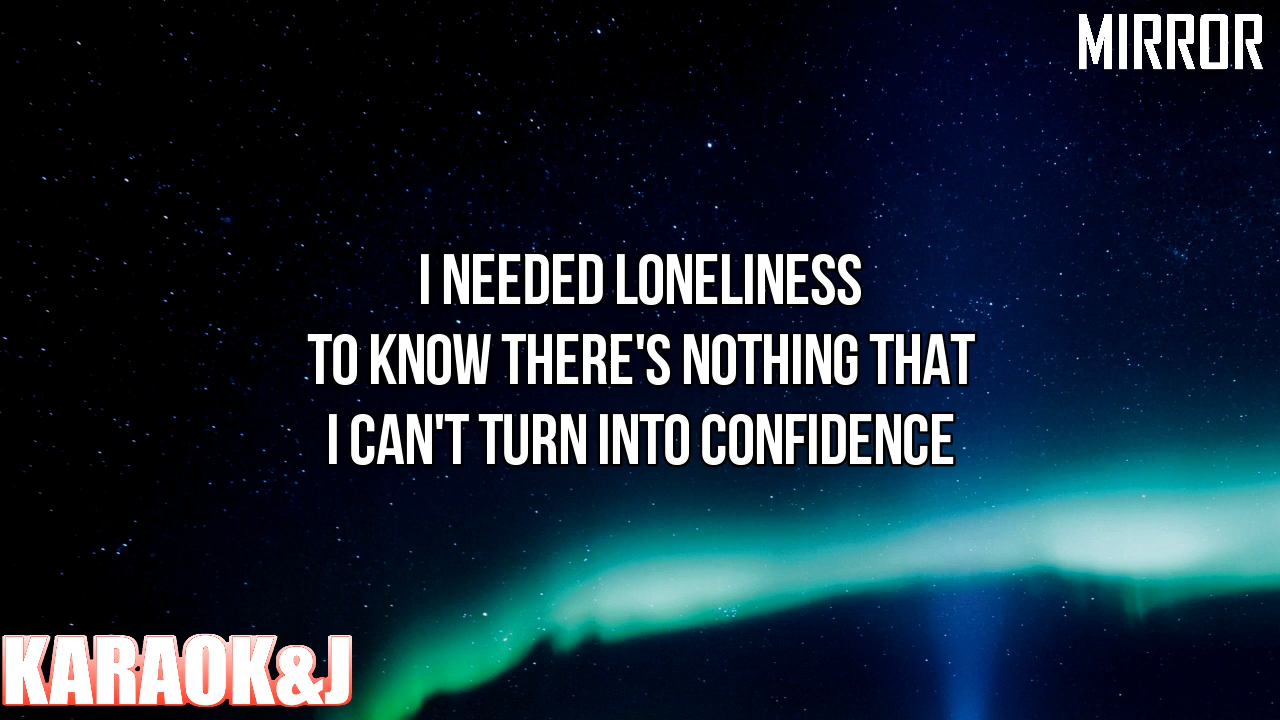 MIRROR
I NEEDED LONELINESS
TO KNOW THERE'S NOTHING THAT
I CAN'T TURN INTO CONFIDENCE
KARAOK&J